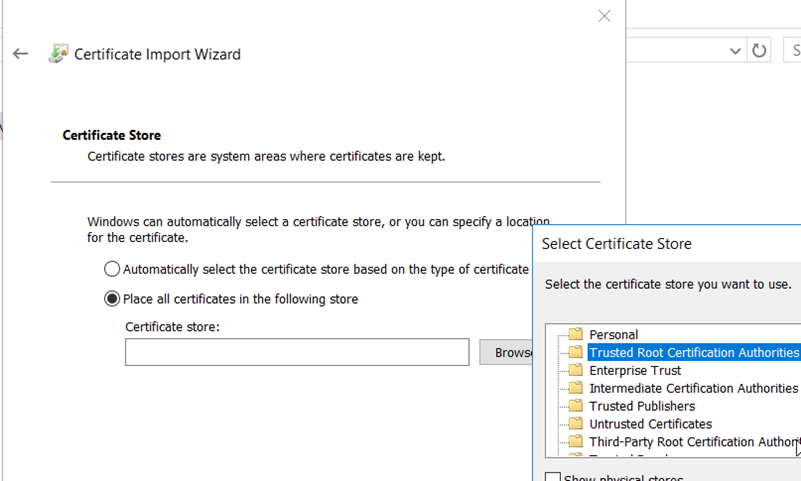 Certificate Import Wizard
Certificate Store
Certificate stores are system areas where certificates are kept.
Windows can automatically select a certificate store, or you can specify a location
for the certificate.
Automatically select the certificate store based on the type of certificate
Place all certificates in the following store
Certificate store:
Brows
Select Certificate Store
Select the certificate store you want to use.
Personal
Trusted Root Certification Authorities
Enterprise Trust
Intermediate Certification Authorities
Trusted Publishers
Untrusted Certificates
Third-Party Root Certification Authori
Show physical stores